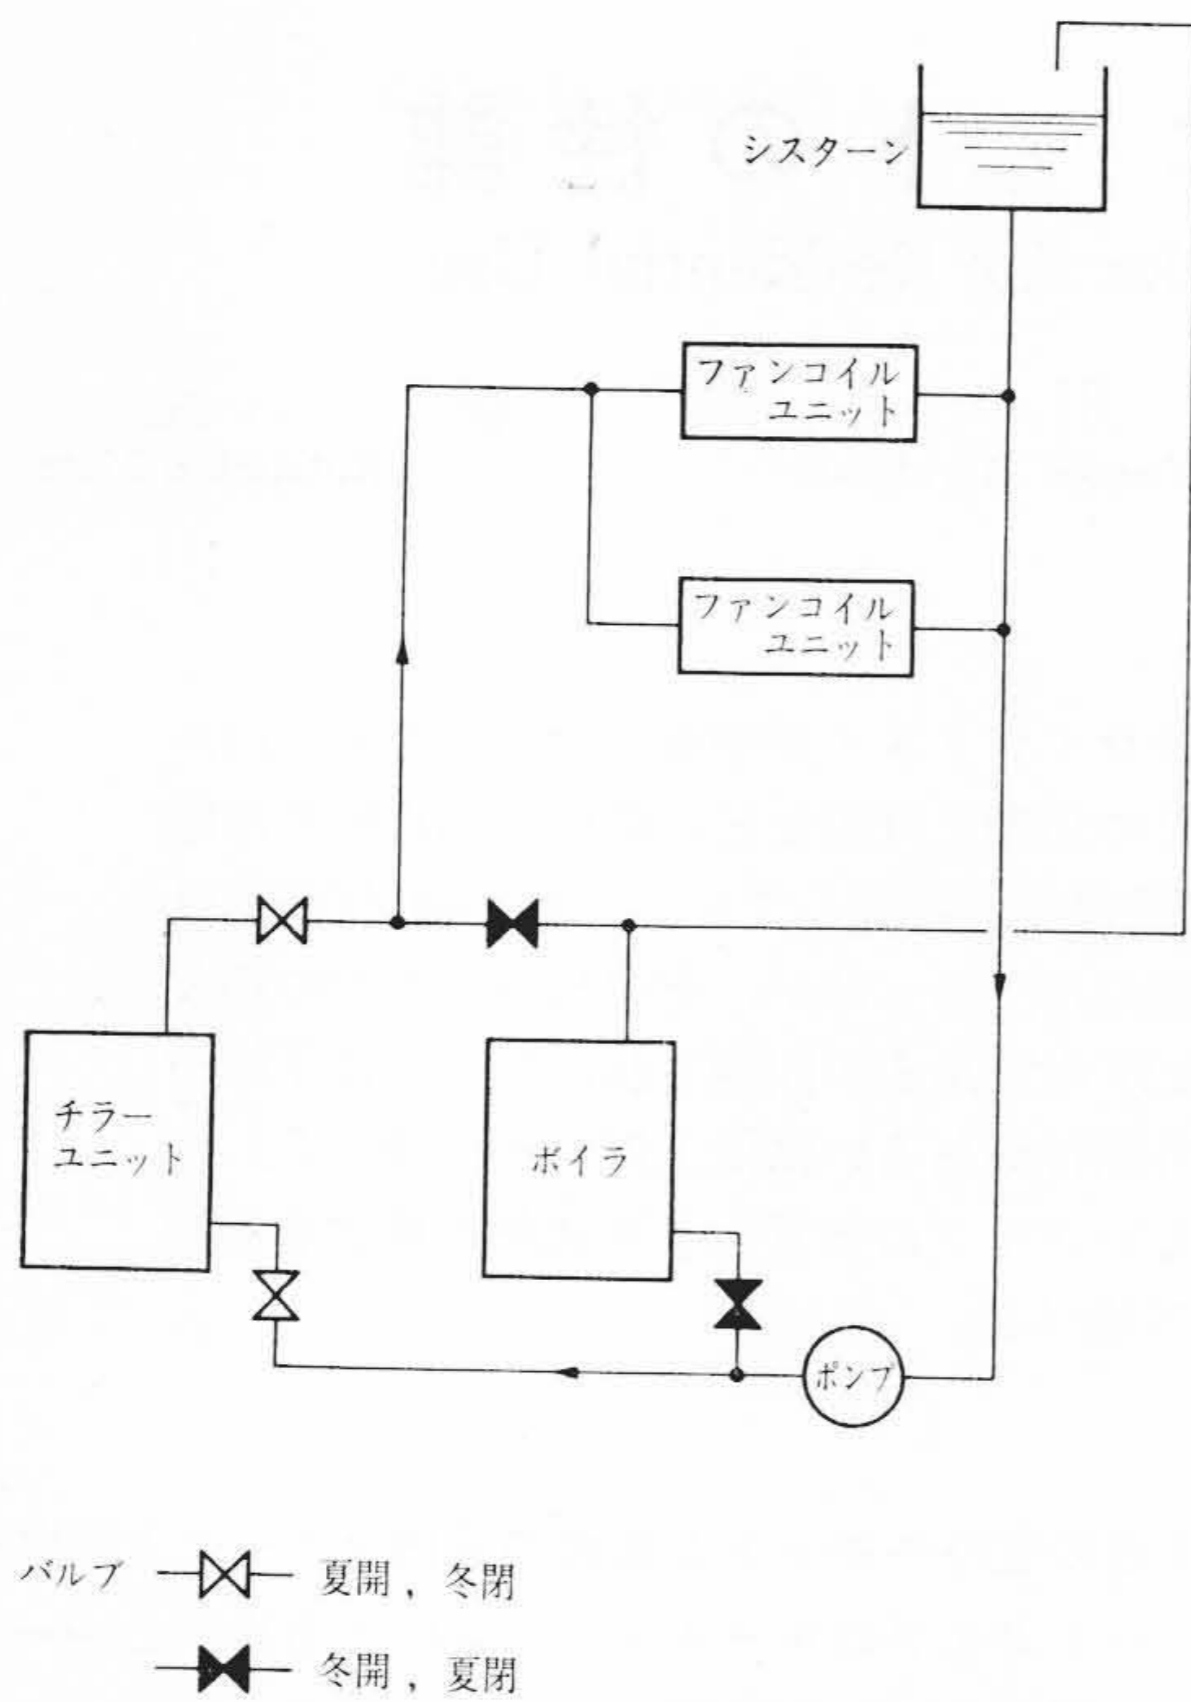 シスターン
ファンコイル
ユニット
ファンコイル
ユニット
チラー
ユニット
ボイラ
ポンプ
バルブ 夏開，冬閉
冬開，夏閉